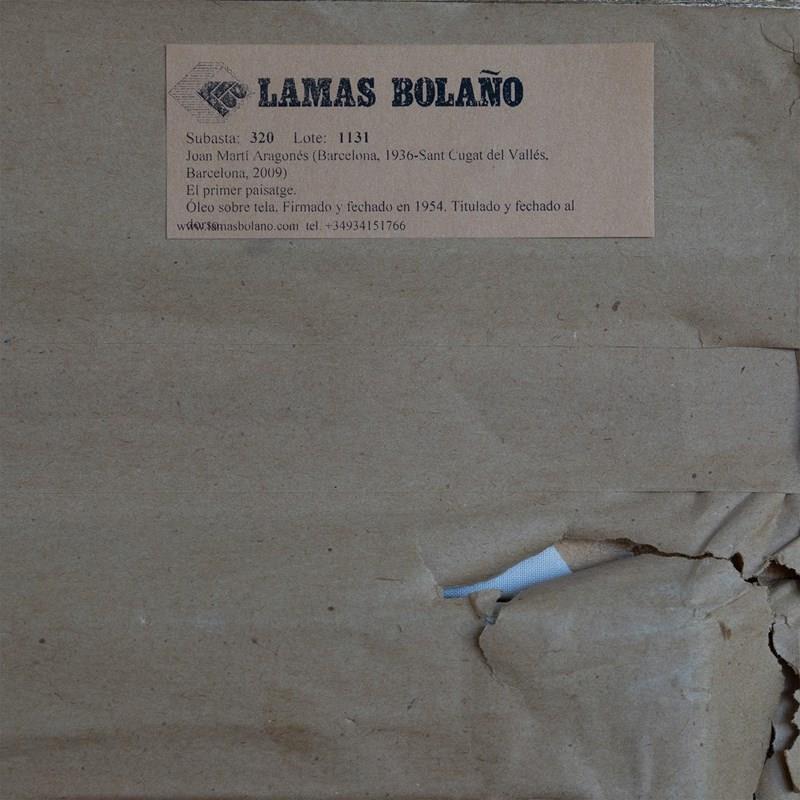 LAMAS BOLAÑO
Subasta: 320 Lote: 1131
Joan Martí Aragonés (Barcelona, 1936-Sant Cugat del Vallés,
Barcelona, 2009)
El primer paisatge.
Óleo sobre tela. Firmado y fechado en 1954. Titulado y fechado al
www.lamasbolano.com tel. +34934151766